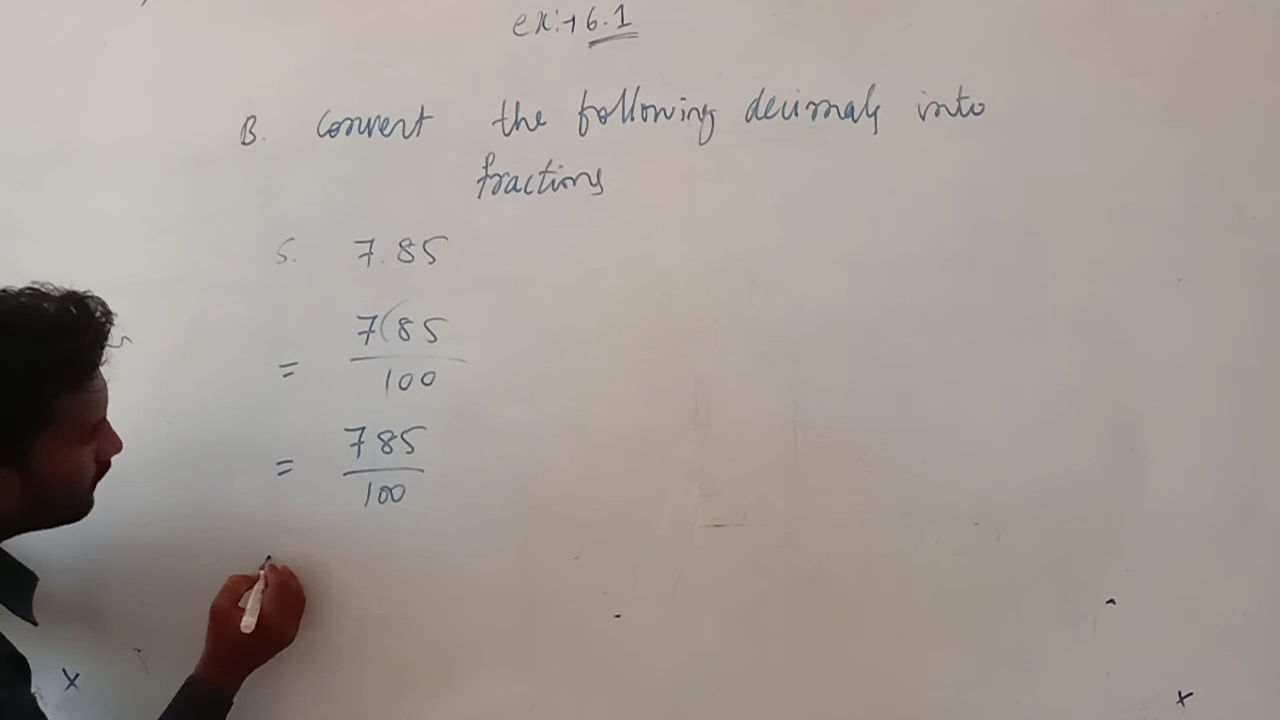 ex:→ 6.1
B. Convert the following decimals into
fractions
5. 7.85
= 7(85
100
= 785
100
x
x